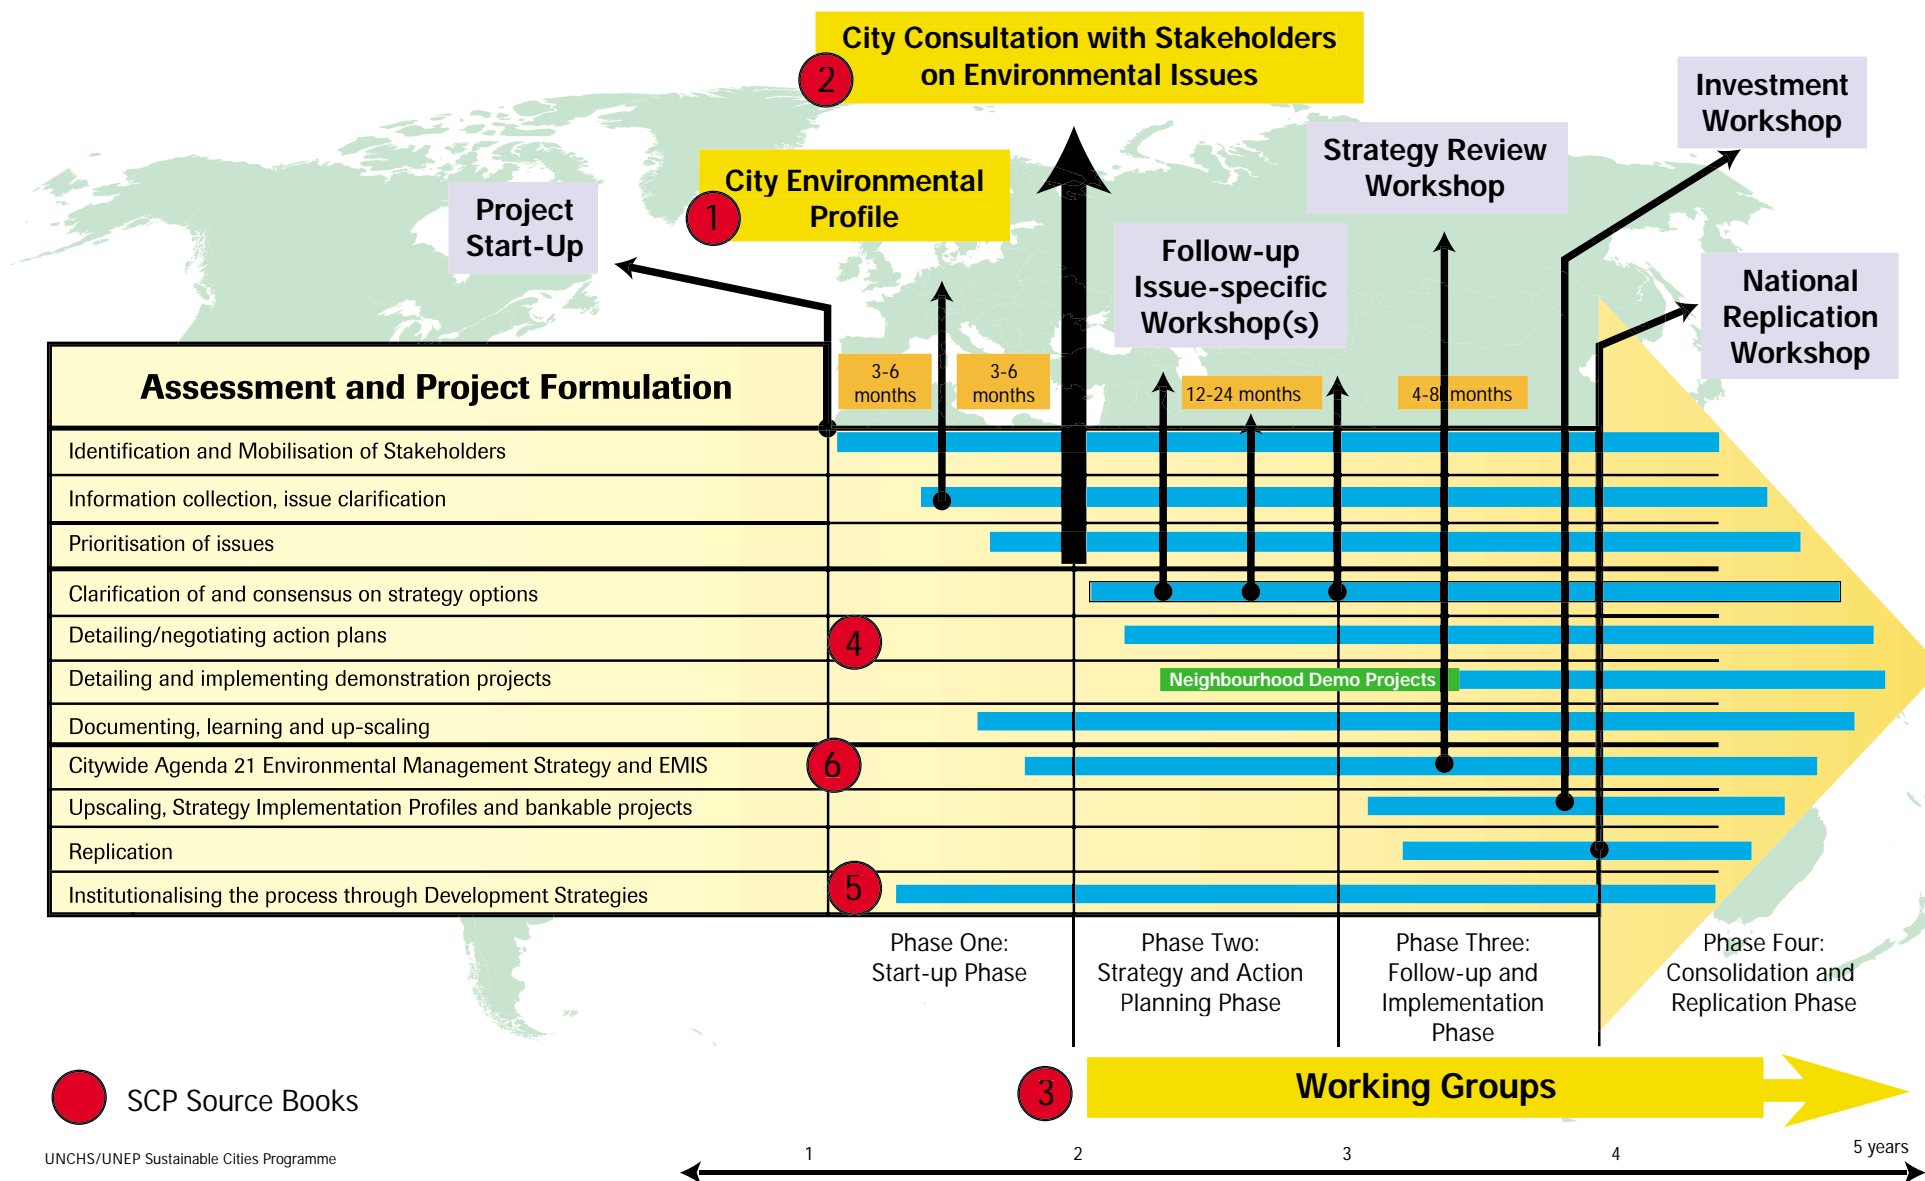 City Consultation with Stakeholders
on Environmental Issues
2
Investment
Workshop
Strategy Review
Workshop
City Environmental
Profile
1
Project
Start-Up
Follow-up
Issue-specific
Workshop(s)
National
Replication
Workshop
Assessment and Project Formulation
3-6
months
3-6
months
12-24 months
4-8 months
Identification and Mobilisation of Stakeholders
Information collection, issue clarification
Prioritisation of issues
Clarification of and consensus on strategy options
Detailing/negotiating action plans
4
Detailing and implementing demonstration projects
Neighbourhood Demo Projects
Documenting, learning and up-scaling
Citywide Agenda 21 Environmental Management Strategy and EMIS
6
Upscaling, Strategy Implementation Profiles and bankable projects
Replication
Institutionalising the process through Development Strategies
5
Phase One:
Start-up Phase
Phase Two:
Strategy and Action
Planning Phase
Phase Three:
Follow-up and
Implementation
Phase
Phase Four:
Consolidation and
Replication Phase
SCP Source Books
3
Working Groups
UNCHS/UNEP Sustainable Cities Programme
1
2
3
4
5 years